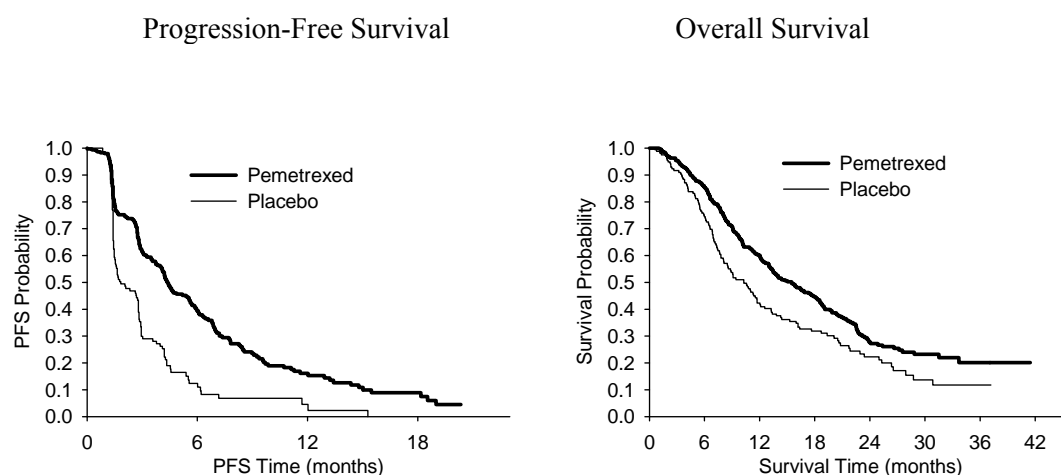 Progression-Free Survival
Overall Survival
1.0
0.9
0.8
0.7
0.6
0.5
0.4
0.3
0.2
0.1
0.0
PFS Probability
Pemetrexed
Placebo
0 6 12 18
PFS Time (months)
1.0
0.9
0.8
0.7
0.6
0.5
0.4
0.3
0.2
0.1
0.0
Survival Probability
Pemetrexed
Placebo
0 6 12 18 24 30 36 42
Survival Time (months)